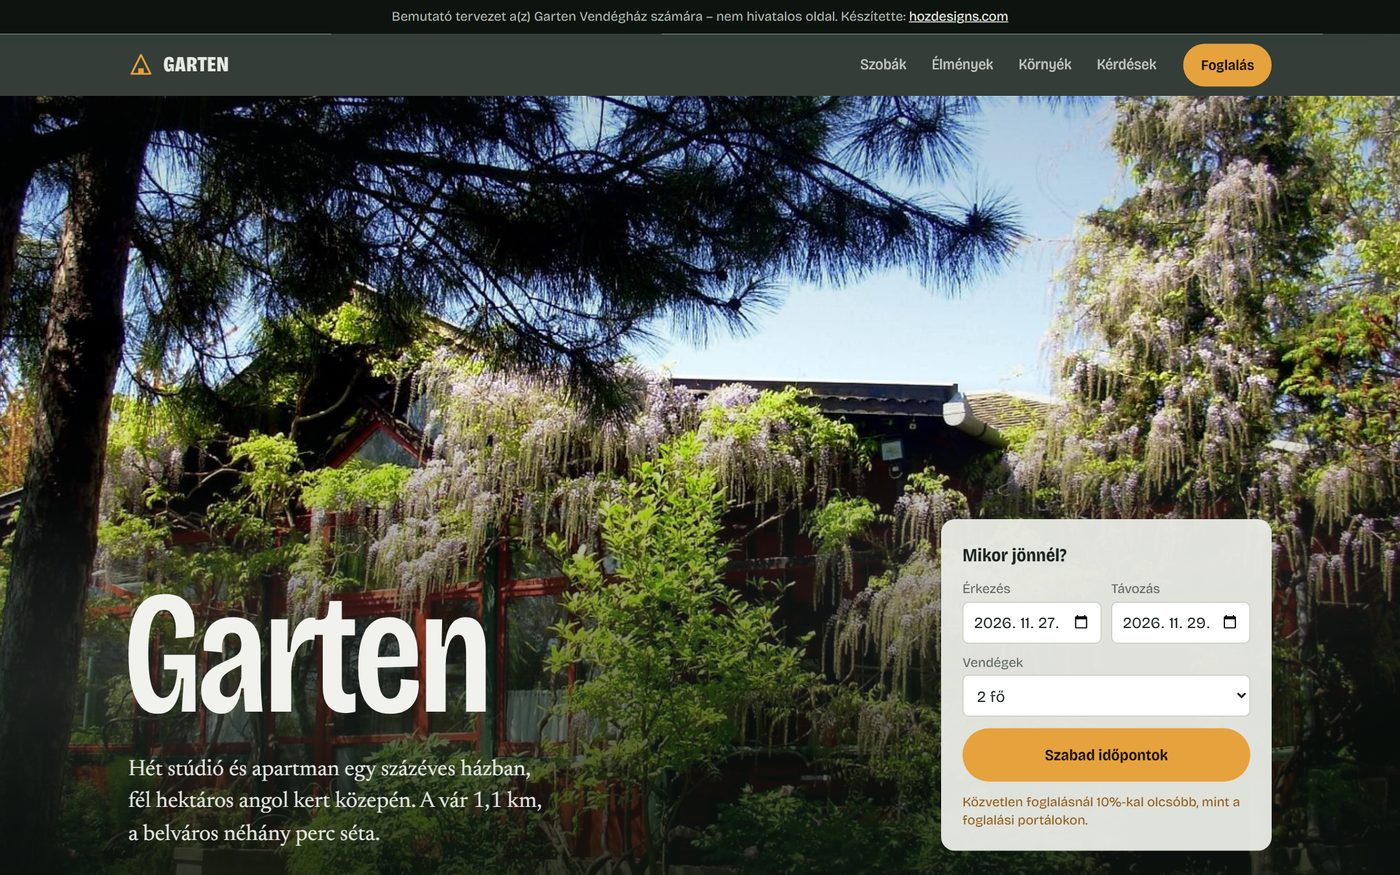 Bemutató tervezet a(z) Garten Vendégház számára – nem hivatalos oldal. Készítette: hozdesigns.com
GARTEN
Szobák Élmények Környék Kérdések Foglalás
Garten
Hét stúdió és apartman egy százéves házban,
fél hektáros angol kert közepén. A vár 1,1 km,
a belváros néhány perc séta.
Mikor jönnél?
Érkezés Távozás
2026. 11. 27. 2026. 11. 29.
Vendégek
2 fő
Szabad időpontok
Közvetlen foglalásnál 10%-kal olcsóbb, mint a
foglalási portálokon.